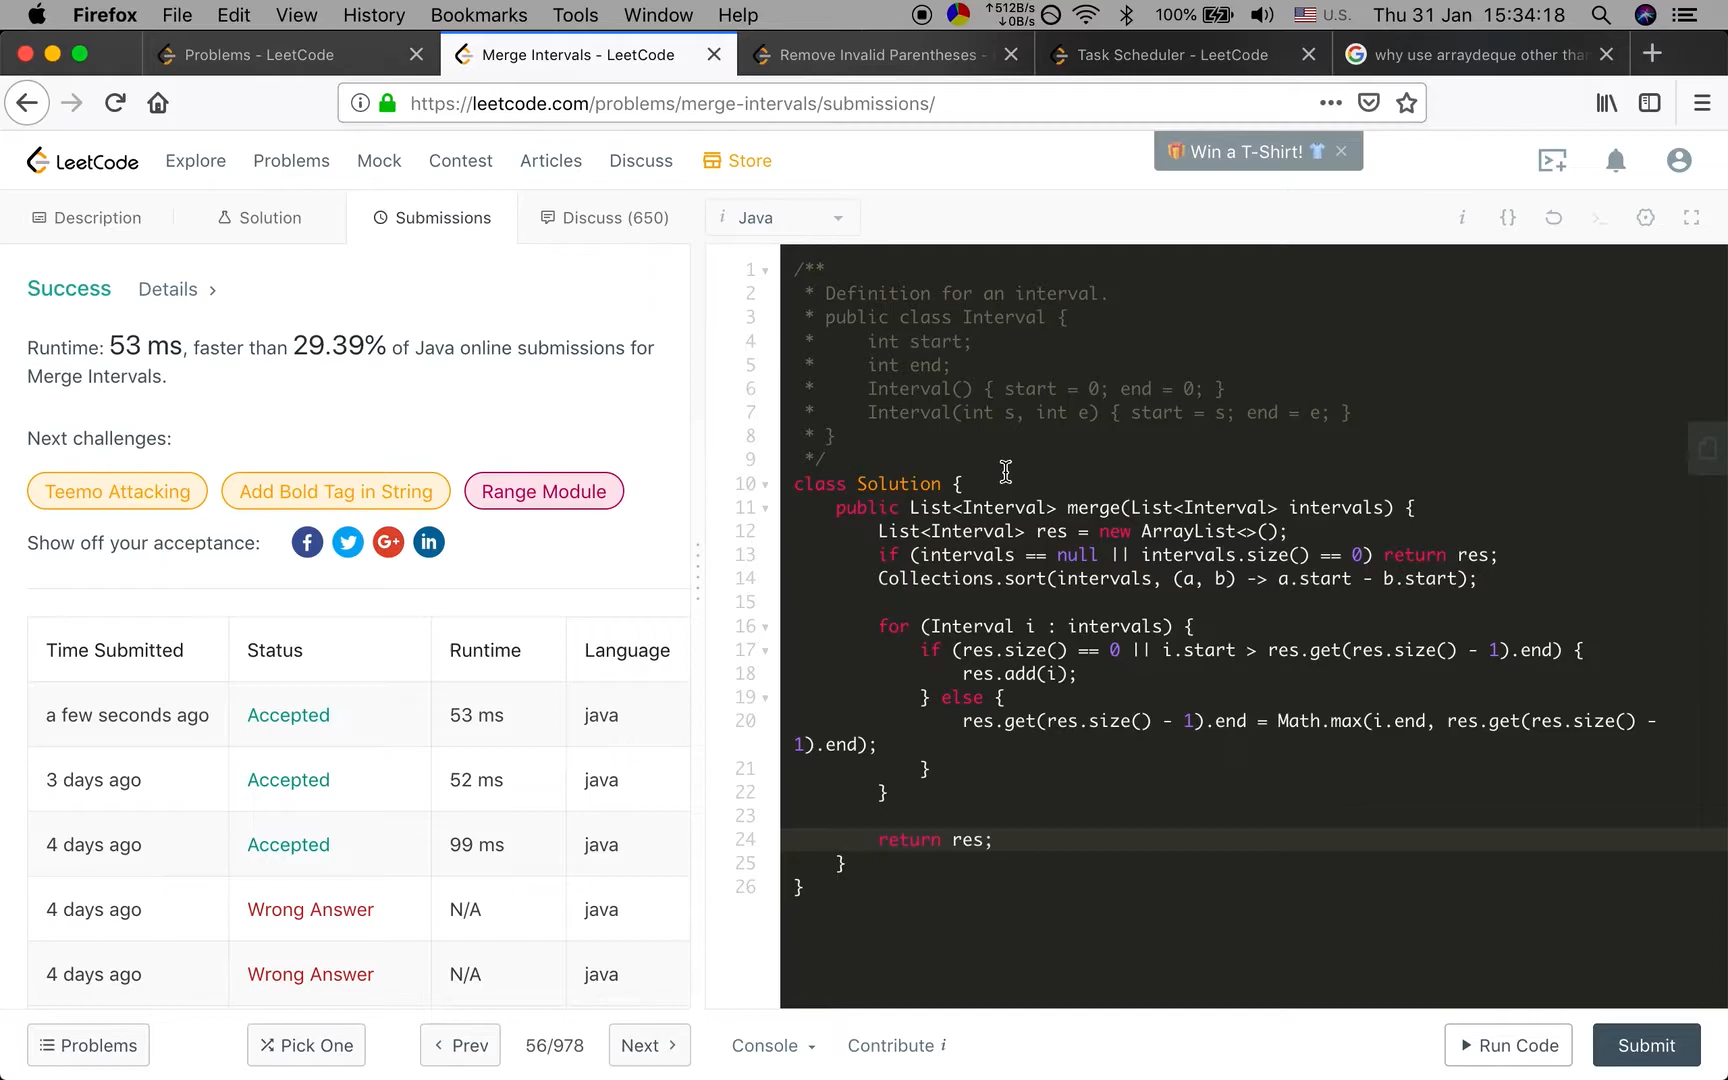 Firefox File Edit View History Bookmarks Tools Window Help ↑512B/s ↓0B/s 100% U.S. Thu 31 Jan 15:34:18
Problems - LeetCode Merge Intervals - LeetCode Remove Invalid Parentheses - Task Scheduler - LeetCode why use arraydeque other than
https://leetcode.com/problems/merge-intervals/submissions/
LeetCode Explore Problems Mock Contest Articles Discuss Store Win a T-Shirt!
Description Solution Submissions Discuss (650) i Java
Success Details >
Runtime: 53 ms, faster than 29.39% of Java online submissions for
Merge Intervals.
Next challenges:
Teemo Attacking Add Bold Tag in String Range Module
Show off your acceptance: f G+ in
Time Submitted Status Runtime Language
a few seconds ago Accepted 53 ms java
3 days ago Accepted 52 ms java
4 days ago Accepted 99 ms java
4 days ago Wrong Answer N/A java
4 days ago Wrong Answer N/A java
1 /**
2 * Definition for an interval.
3 * public class Interval {
4 *     int start;
5 *     int end;
6 *     Interval() { start = 0; end = 0; }
7 *     Interval(int s, int e) { start = s; end = e; }
8 * }
9 */
10 class Solution {
11     public List<Interval> merge(List<Interval> intervals) {
12         List<Interval> res = new ArrayList<>();
13         if (intervals == null || intervals.size() == 0) return res;
14         Collections.sort(intervals, (a, b) -> a.start - b.start);
15
16         for (Interval i : intervals) {
17             if (res.size() == 0 || i.start > res.get(res.size() - 1).end) {
18                 res.add(i);
19             } else {
20                 res.get(res.size() - 1).end = Math.max(i.end, res.get(res.size() -
1).end);
21             }
22         }
23
24         return res;
25     }
26 }
Problems Pick One < Prev 56/978 Next > Console Contribute i Run Code Submit